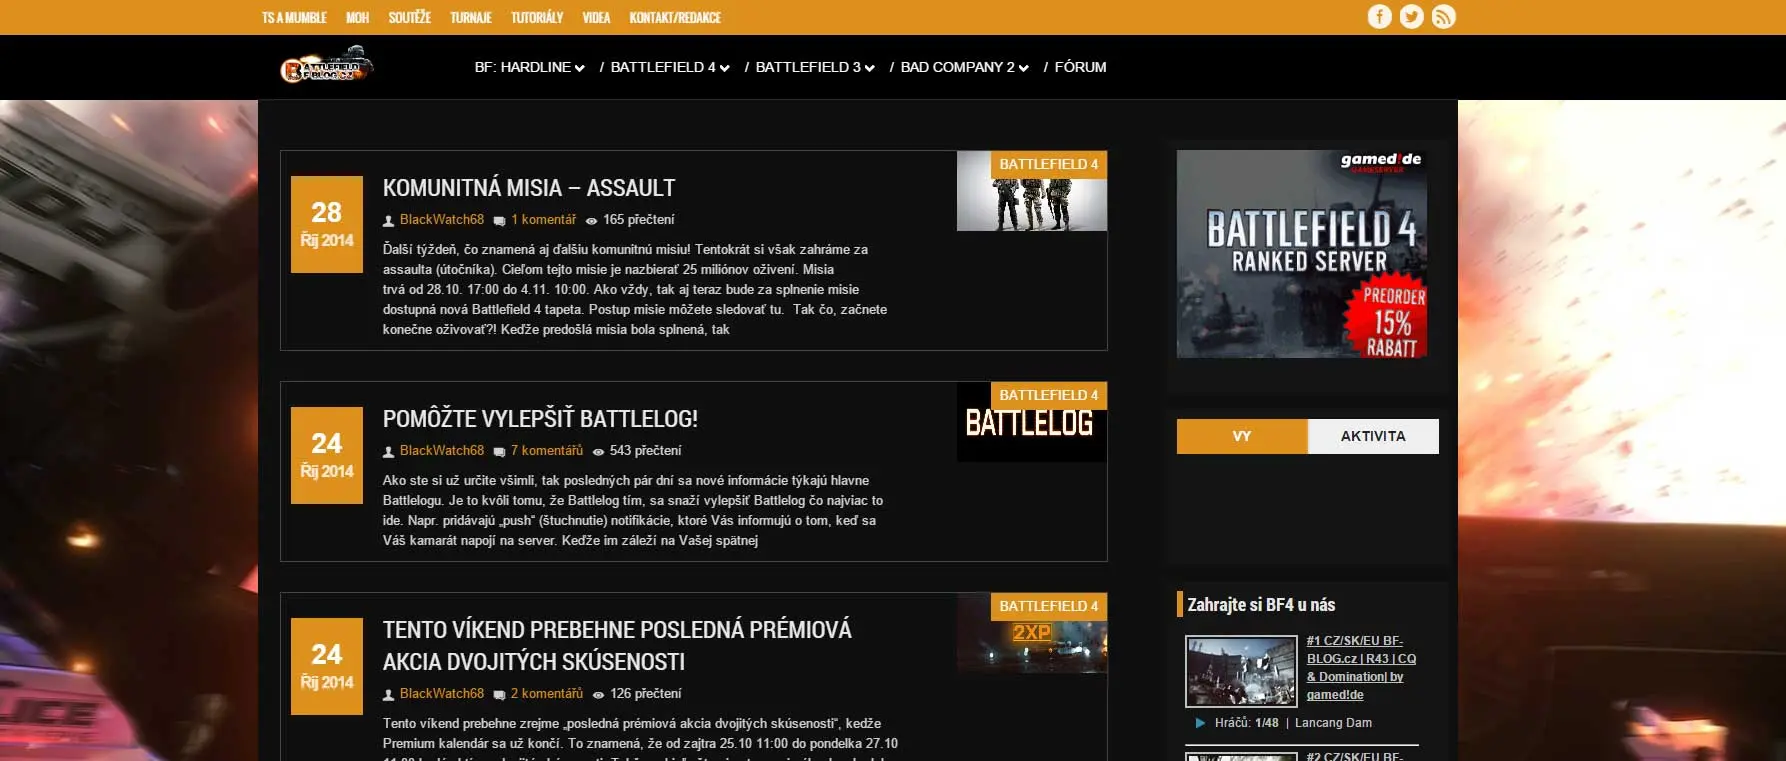 TS A MUMBLE MOH SOUTĚŽE TURNAJE TUTORIÁLY VIDEA KONTAKT/REDAKCE
BATTLEFIELD
BF-BLOG.CZ
BF: HARDLINE / BATTLEFIELD 4 / BATTLEFIELD 3 / BAD COMPANY 2 / FÓRUM
28
Říj 2014
KOMUNITNÁ MISIA – ASSAULT
BlackWatch68 1 komentář 165 přečtení
Ďalší týždeň, čo znamená aj ďalšiu komunitnú misiu! Tentokrát si však zahráme za
assaulta (útočníka). Cieľom tejto misie je nazbierať 25 miliónov oživení. Misia
trvá od 28.10. 17:00 do 4.11. 10:00. Ako vždy, tak aj teraz bude za splnenie misie
dostupná nová Battlefield 4 tapeta. Postup misie môžete sledovať tu. Tak čo, začnete
konečne oživovať?! Keďže predošlá misia bola splnená, tak
BATTLEFIELD 4
24
Říj 2014
POMÔŽTE VYLEPŠIŤ BATTLELOG!
BlackWatch68 7 komentářů 543 přečtení
Ako ste si už určite všimli, tak posledných pár dní sa nové informácie týkajú hlavne
Battlelogu. Je to kvôli tomu, že Battlelog tím, sa snaží vylepšiť Battlelog čo najviac to
ide. Napr. pridávajú „push“ (štuchnutie) notifikácie, ktoré Vás informujú o tom, keď sa
Váš kamarát napojí na server. Keďže im záleží na Vašej spätnej
BATTLEFIELD 4
BATTLELOG
24
Říj 2014
TENTO VÍKEND PREBEHNE POSLEDNÁ PRÉMIOVÁ
AKCIA DVOJITÝCH SKÚSENOSTI
BlackWatch68 2 komentářů 126 přečtení
Tento víkend prebehne zrejme „posledná prémiová akcia dvojitých skúseností“, kedže
Premium kalendár sa už končí. To znamená, že od zajtra 25.10 11:00 do pondelka 27.10
BATTLEFIELD 4
2XP
gamed!de
GAMESERVER
BATTLEFIELD 4
RANKED SERVER
PREORDER
15%
RABATT
VY AKTIVITA
Zahrajte si BF4 u nás
#1 CZ/SK/EU BF-
BLOG.cz | R43 | CQ
& Domination| by
gamed!de
Hráčů: 1/48 | Lancang Dam
#2 CZ/SK/EU BF-